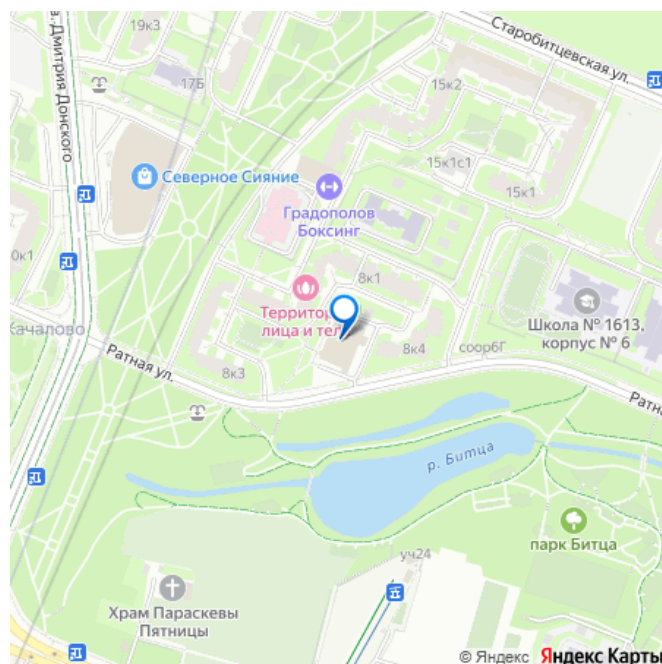 19к3
в. Дмитрия Донского
Старобитцевская ул.
17Б
15к2
15к1с1
15к1
Северное Сияние
Градополов
Боксинг
0к1
8к1
Территор
лица и тел
Школа № 1613,
корпус № 6
Качалово
Ратная ул.
8к3
8к4
соор6Г
Ратна
р. Битца
парк Битца
уч24
Храм Параскевы
Пятницы
© Яндекс Яндекс Карты